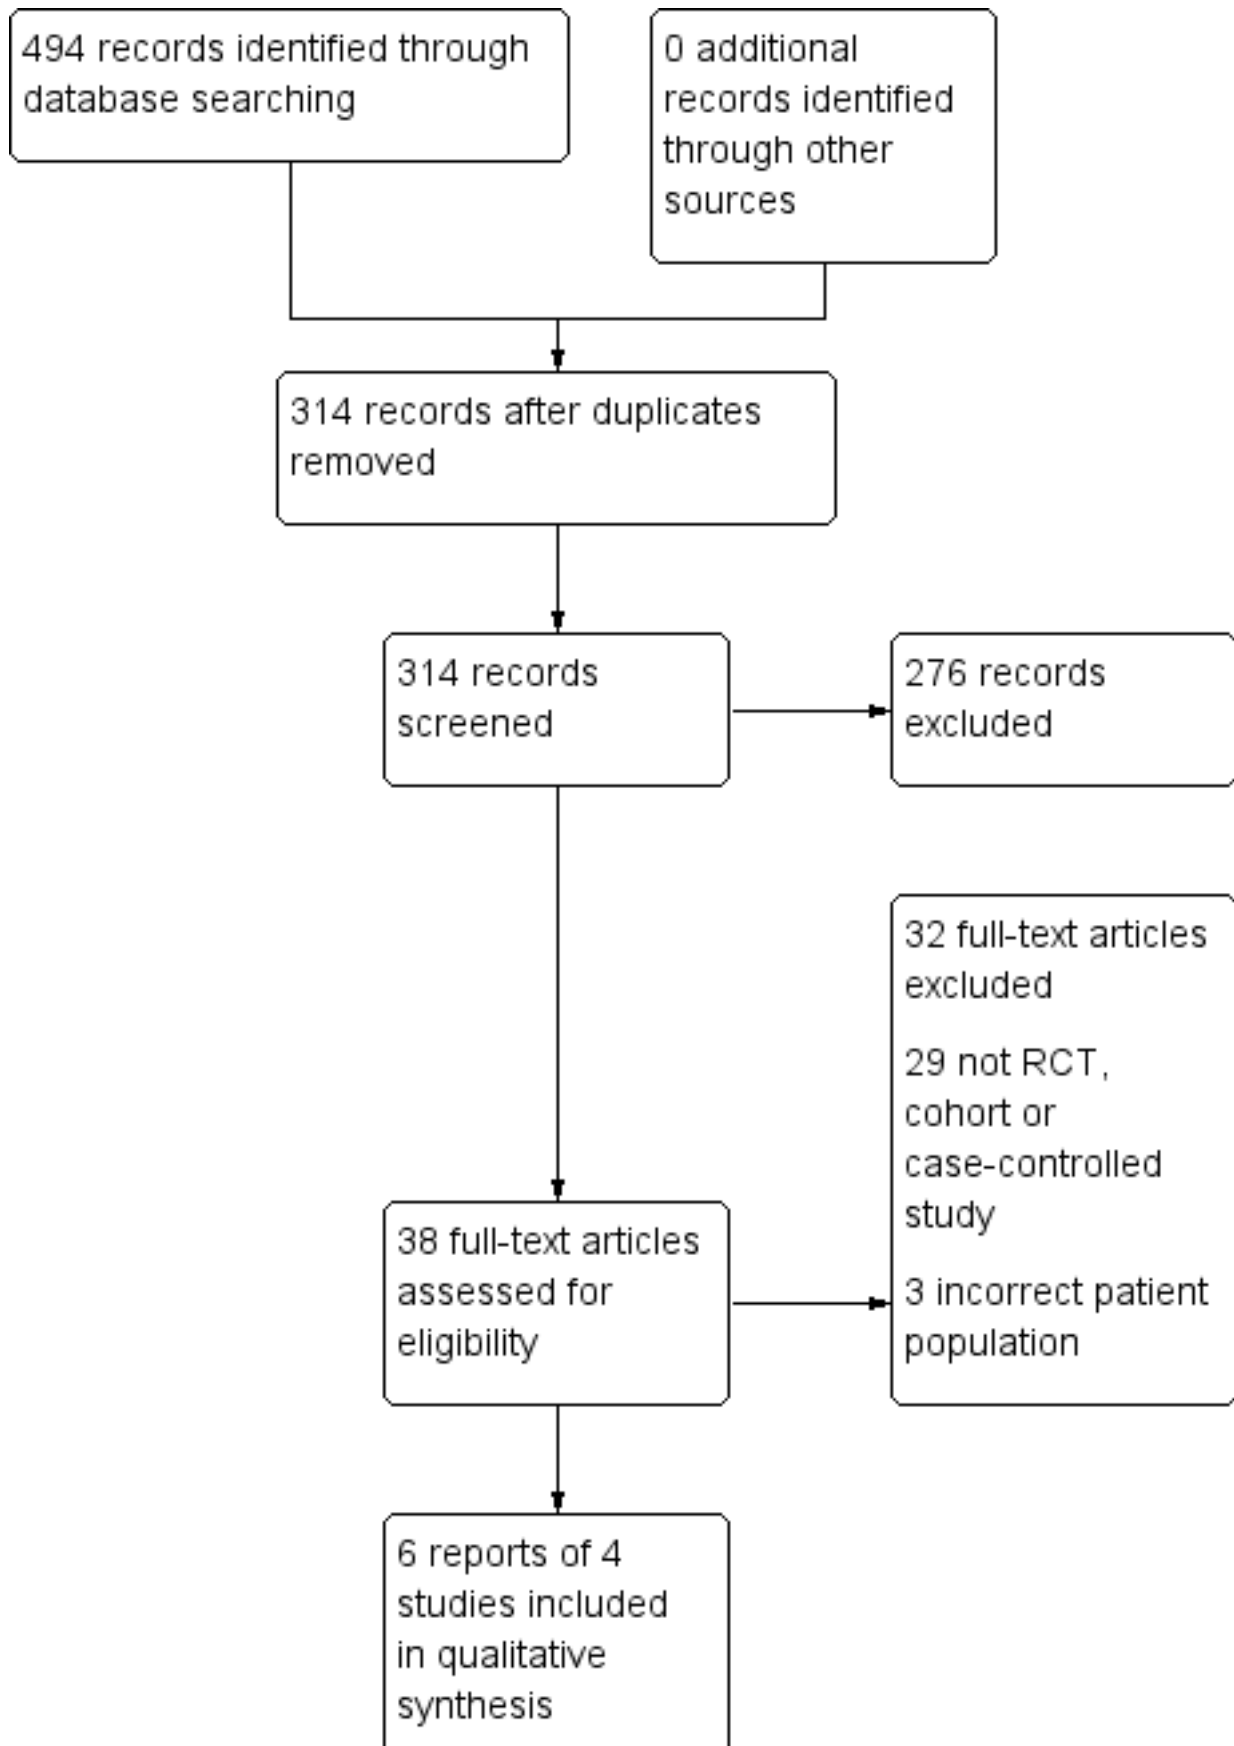 494 records identified through
database searching
0 additional
records identified
through other
sources
314 records after duplicates
removed
314 records
screened
276 records
excluded
32 full-text articles
excluded
29 not RCT,
cohort or
case-controlled
study
3 incorrect patient
population
38 full-text articles
assessed for
eligibility
6 reports of 4
studies included
in qualitative
synthesis